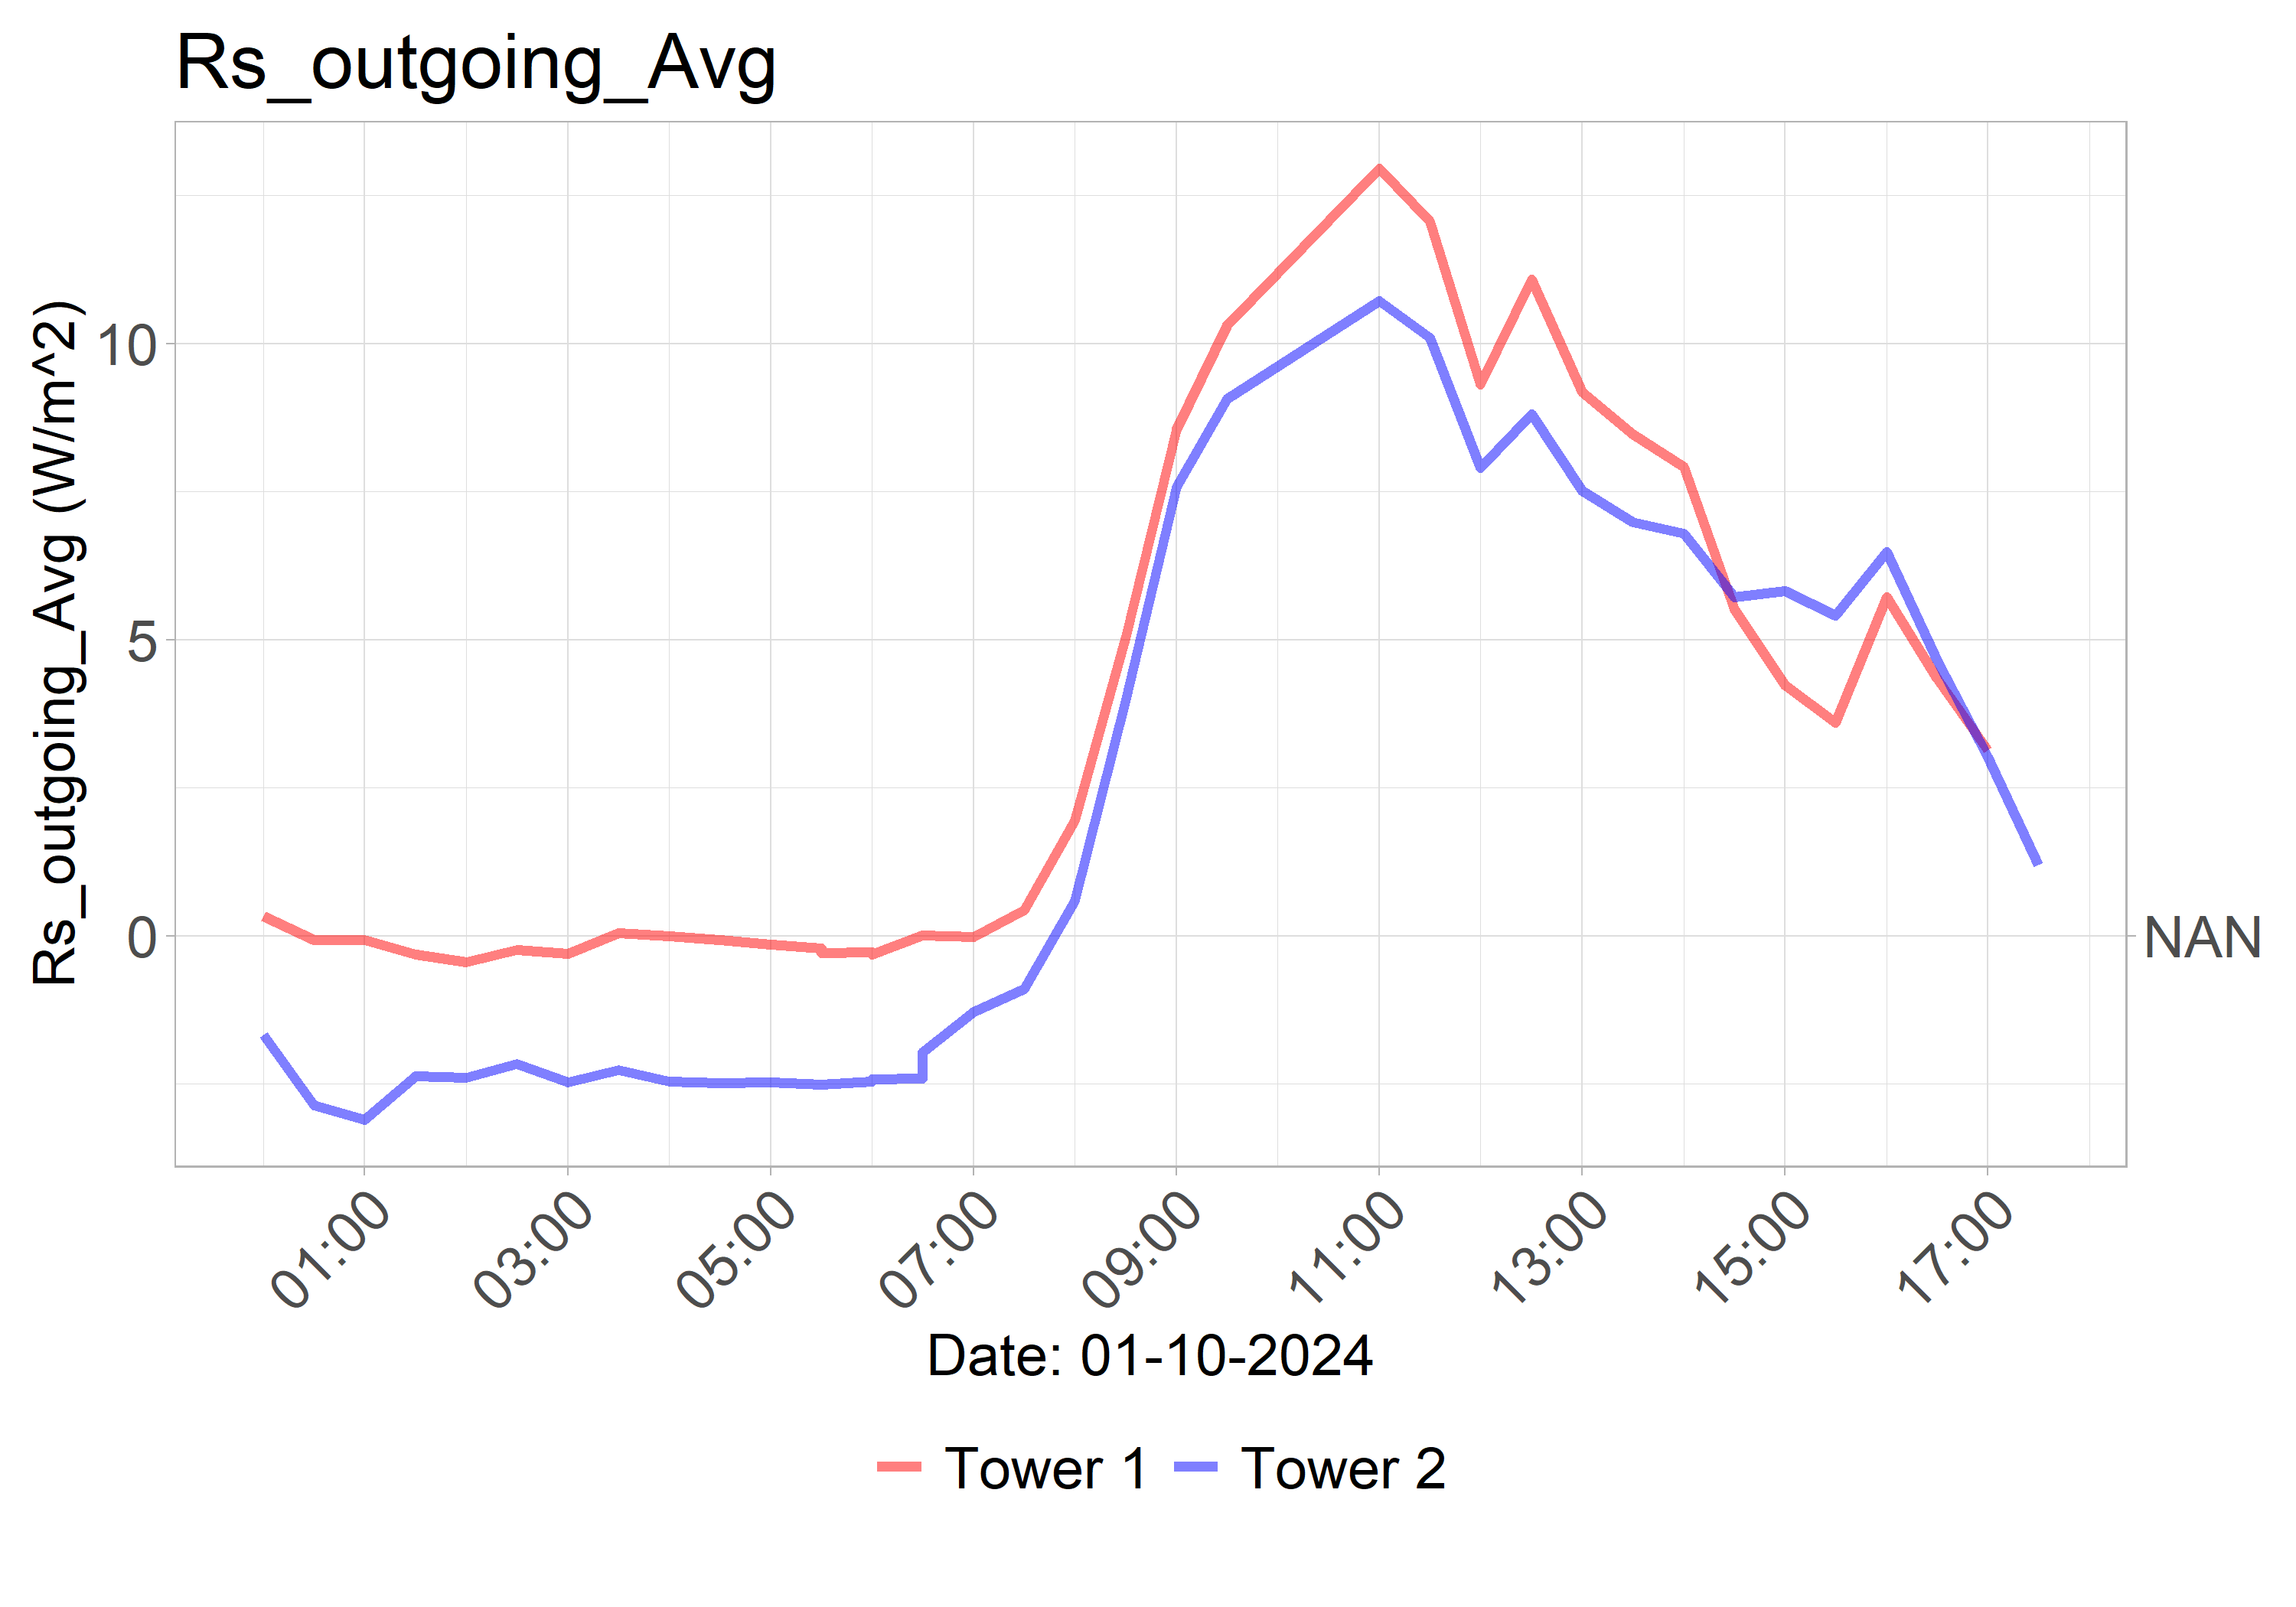 Rs_outgoing_Avg
Rs_outgoing_Avg (W/m^2)
10
5
0
NAN
01:00 03:00 05:00 07:00 09:00 11:00 13:00 15:00 17:00
Date: 01-10-2024
Tower 1 Tower 2